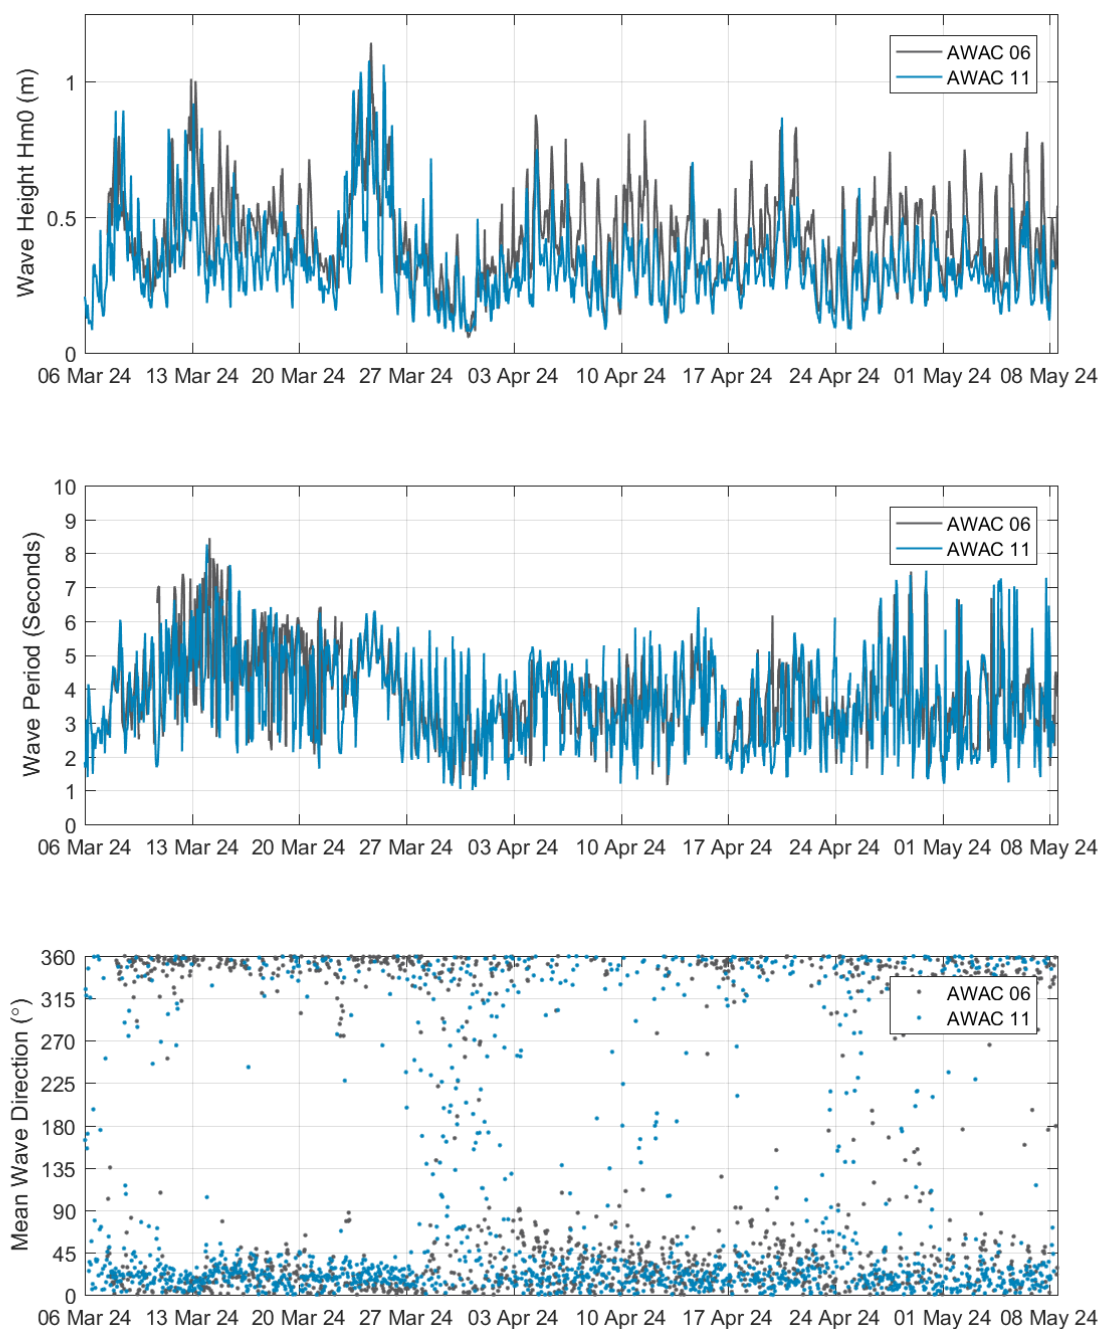 Wave Height Hm0 (m)
1
0.5
0
AWAC 06
AWAC 11
06 Mar 24 13 Mar 24 20 Mar 24 27 Mar 24 03 Apr 24 10 Apr 24 17 Apr 24 24 Apr 24 01 May 24 08 May 24
Wave Period (Seconds)
10
9
8
7
6
5
4
3
2
1
0
AWAC 06
AWAC 11
06 Mar 24 13 Mar 24 20 Mar 24 27 Mar 24 03 Apr 24 10 Apr 24 17 Apr 24 24 Apr 24 01 May 24 08 May 24
Mean Wave Direction (°)
360
315
270
225
180
135
90
45
0
AWAC 06
AWAC 11
06 Mar 24 13 Mar 24 20 Mar 24 27 Mar 24 03 Apr 24 10 Apr 24 17 Apr 24 24 Apr 24 01 May 24 08 May 24